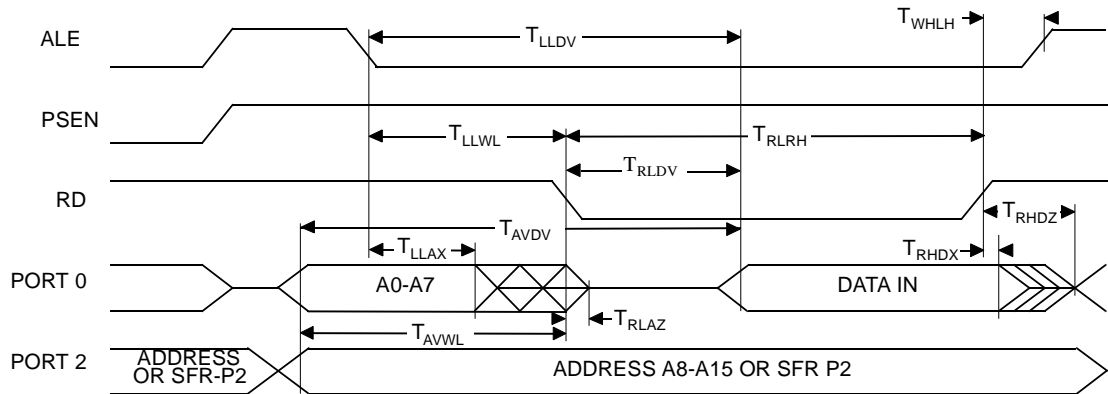 T_WHLH
ALE
T_LLDV
PSEN
T_LLWL
T_RLRH
T_RLDV
RD
T_AVDV
T_RHDZ
T_LLAX
T_RHDX
PORT 0
A0-A7
DATA IN
T_RLAZ
T_AVWL
PORT 2
ADDRESS
OR SFR-P2
ADDRESS A8-A15 OR SFR P2